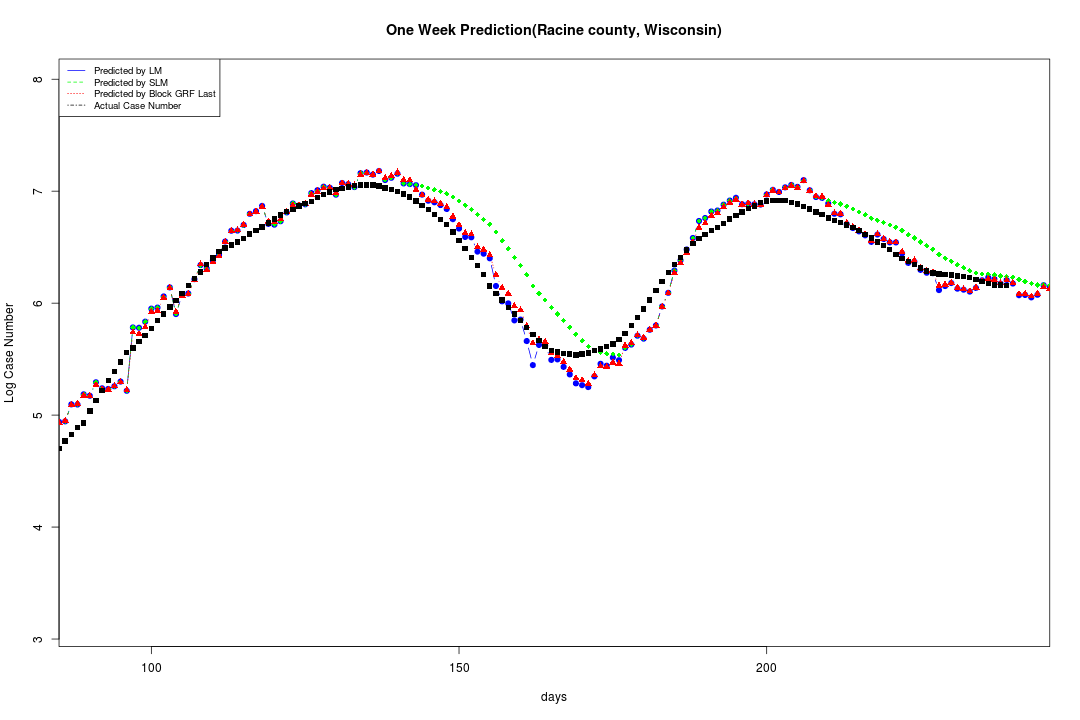 One Week Prediction(Racine county, Wisconsin)
Predicted by LM
Predicted by SLM
Predicted by Block GRF Last
Actual Case Number
8
7
6
5
4
3
Log Case Number
100
150
200
days